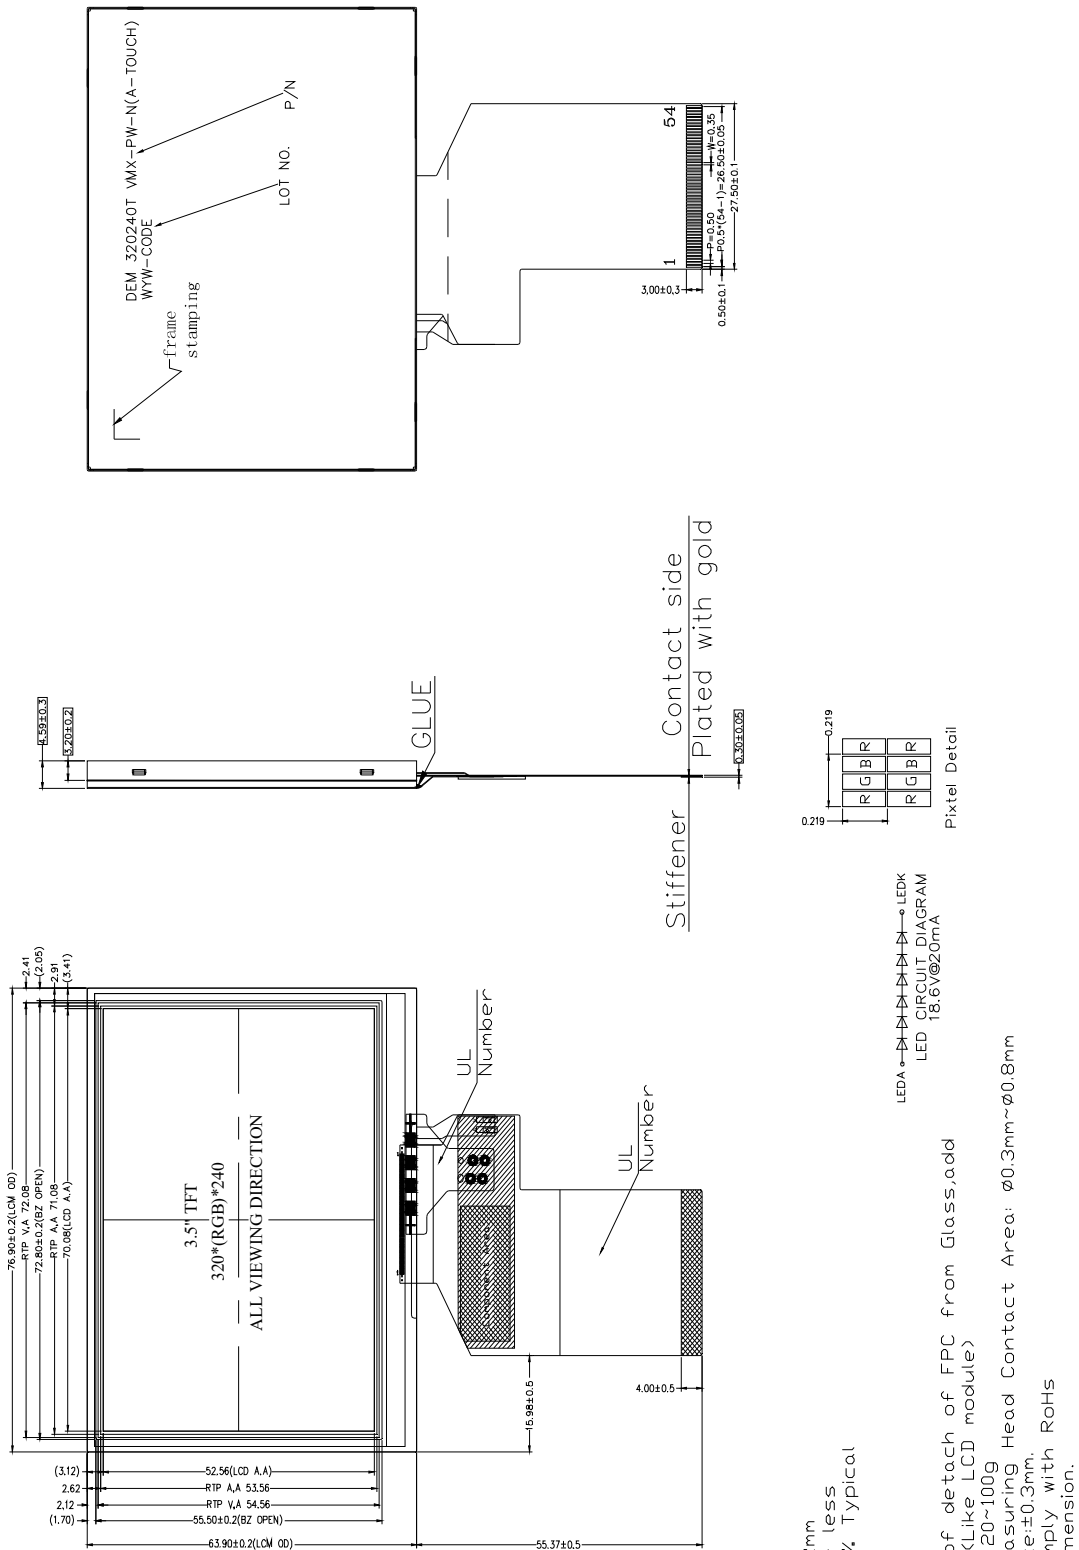 DEM 320240T VMX-PW-N(A-TOUCH)
WYW-CODE
P/N
LOT NO.
frame
stamping
1
54
W=0.35
P=0.50
P0.5*(54-1)=26.50±0.05
27.50±0.1
3.00±0.3
0.50±0.1
4.59±0.3
3.20±0.2
GLUE
Contact side
Plated with gold
Stiffener
0.30±0.05
0.219
0.219
R G B R
R G B R
Pixtel Detail
LEDA
LEDK
LED CIRCUIT DIAGRAM
18.6V@20mA
76.90±0.2(LCM OD)
RTP V.A 72.08
72.80±0.2(BZ OPEN)
RTP A.A 71.08
70.08(LCD A.A)
2.41
(2.05)
2.91
(3.41)
3.5" TFT
320*(RGB)*240
ALL VIEWING DIRECTION
UL
Number
UL
Number
Component Area
(3.12)
52.56(LCD A.A)
2.62
RTP A.A 53.56
2.12
RTP V.A 54.56
(1.70)
55.50±0.2(BZ OPEN)
63.90±0.2(LCM OD)
55.37±0.5
15.98±0.5
4.00±0.5
mm
less
% Typical
of detach of FPC from Glass,add
(Like LCD module)
20~100g
asuring Head Contact Area: Ø0.3mm~Ø0.8mm
ce:±0.3mm.
mply with RoHs
mension.